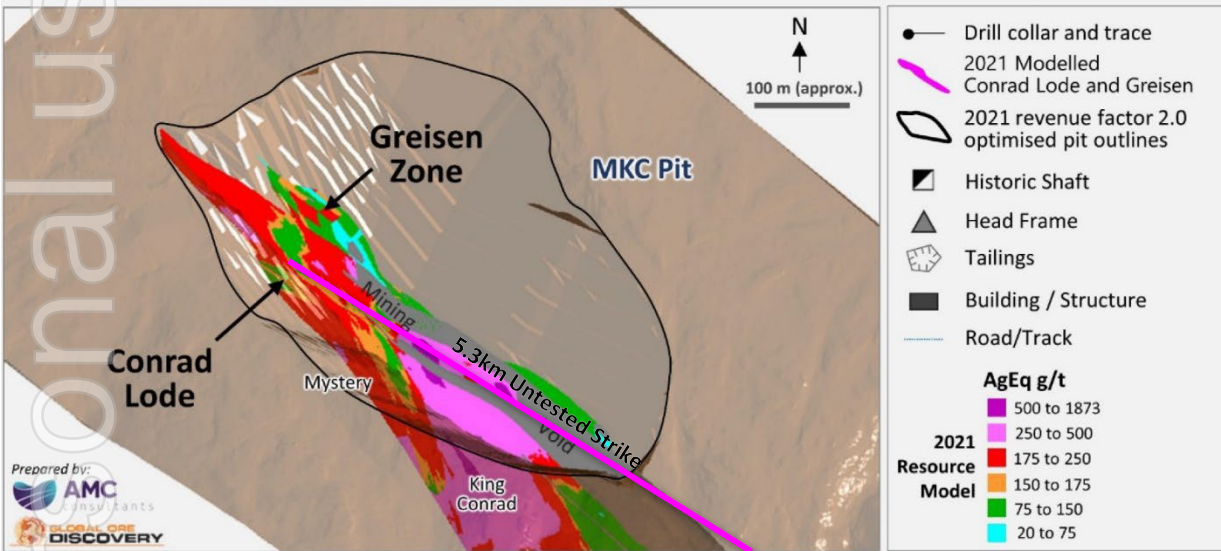 sonal us
N
100 m (approx.)
Greisen
Zone
MKC Pit
Mining
5.3km Untested Strike
Void
Conrad
Lode
Mystery
King
Conrad
Prepared by:
AMC
consultants
GLOBAL ORE
DISCOVERY
Drill collar and trace
2021 Modelled
Conrad Lode and Greisen
2021 revenue factor 2.0
optimised pit outlines
Historic Shaft
Head Frame
Tailings
Building / Structure
Road/Track
AgEq g/t
2021
Resource
Model
500 to 1873
250 to 500
175 to 250
150 to 175
75 to 150
20 to 75